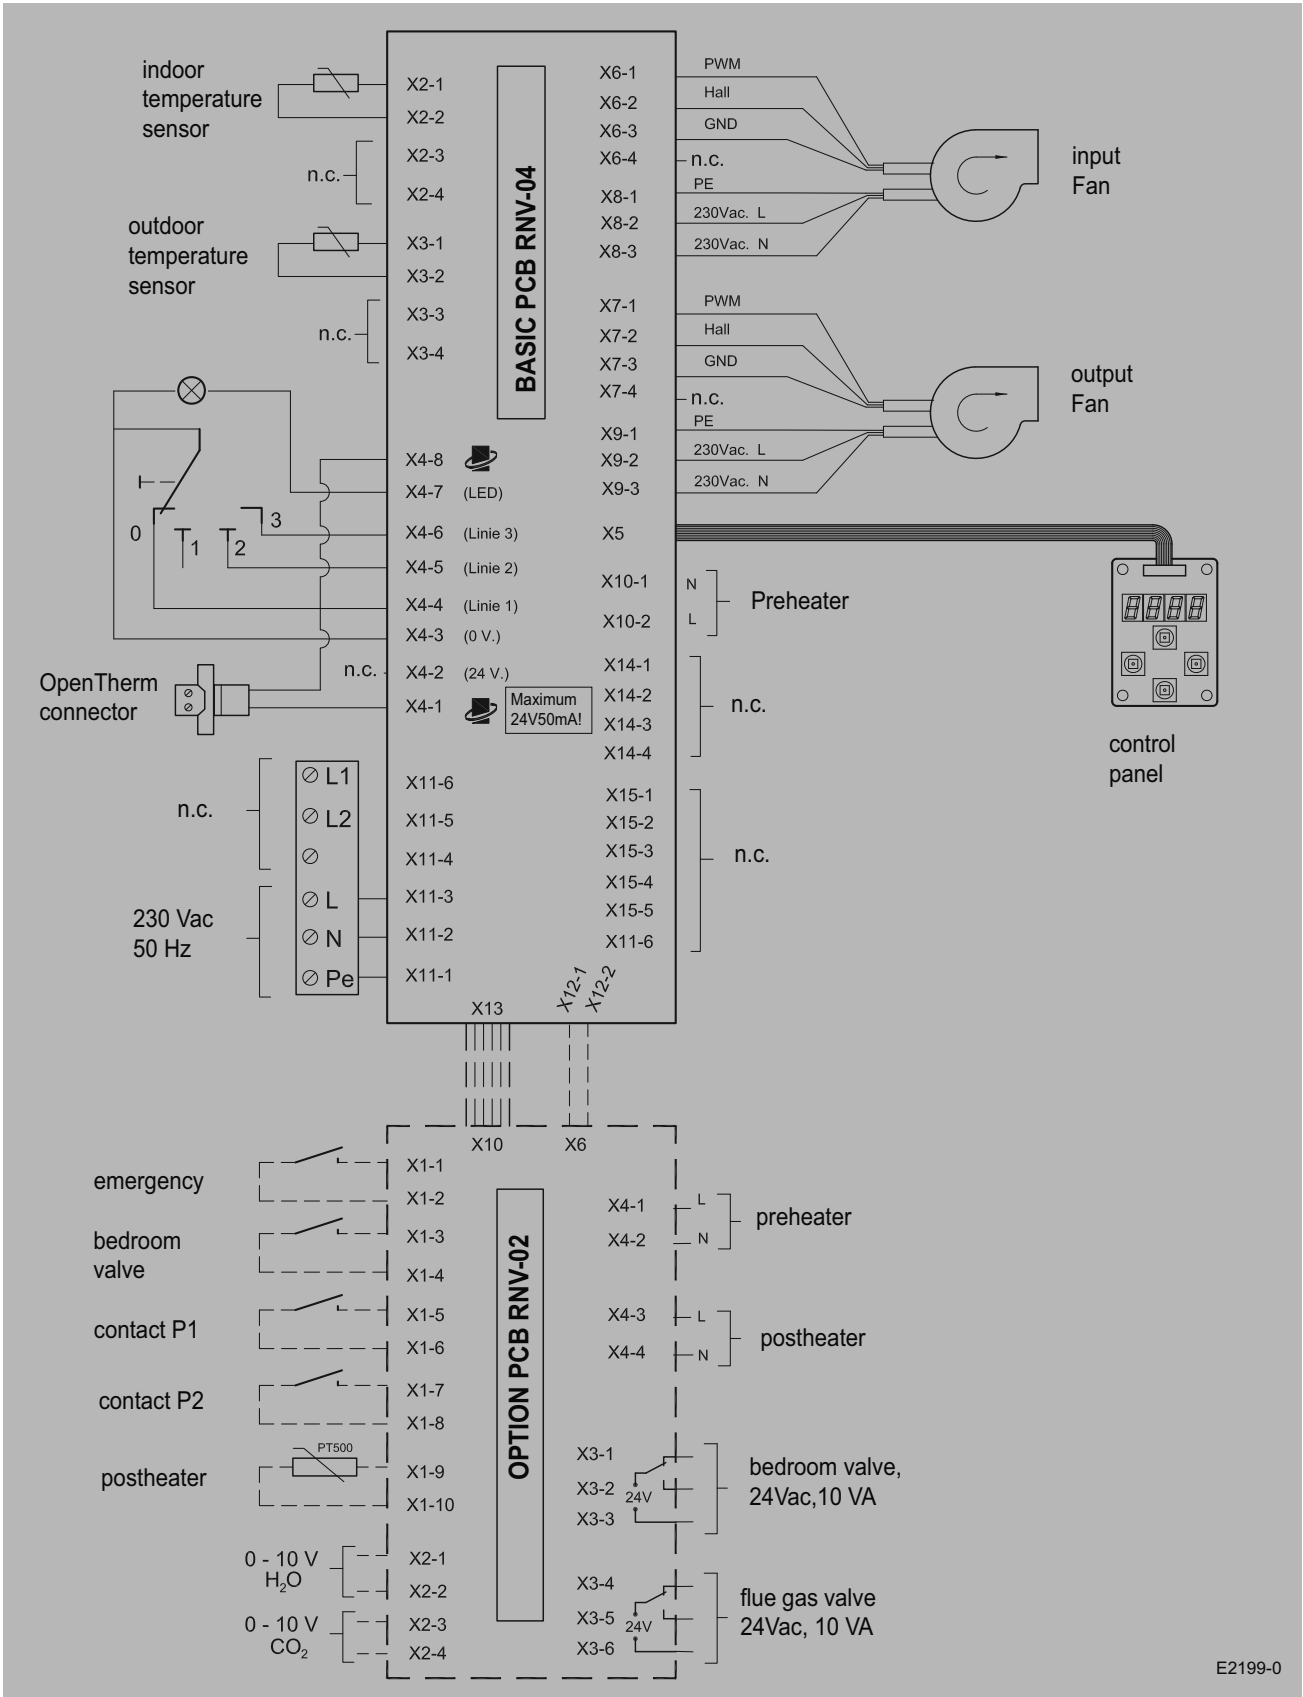 indoor
temperature
sensor
X2-1
X2-2
n.c.
X2-3
X2-4
outdoor
temperature
sensor
X3-1
X3-2
n.c.
X3-3
X3-4
BASIC PCB RNV-04
X6-1
PWM
X6-2
Hall
X6-3
GND
X6-4
n.c.
X8-1
PE
X8-2
230Vac. L
X8-3
230Vac. N
input
Fan
X7-1
PWM
X7-2
Hall
X7-3
GND
X7-4
n.c.
X9-1
PE
X9-2
230Vac. L
X9-3
230Vac. N
output
Fan
X4-8
X4-7 (LED)
X4-6 (Linie 3)
X4-5 (Linie 2)
X4-4 (Linie 1)
X4-3 (0 V.)
n.c. X4-2 (24 V.)
X4-1
Maximum
24V50mA!
0
1
2
3
OpenTherm
connector
X5
control
panel
X10-1 N
X10-2 L
Preheater
X14-1
X14-2
X14-3
X14-4
n.c.
X15-1
X15-2
X15-3
X15-4
X15-5
X11-6
n.c.
n.c.
L1 X11-6
L2 X11-5
X11-4
230 Vac
50 Hz
L X11-3
N X11-2
Pe X11-1
X13
X12-1
X12-2
X10
X6
OPTION PCB RNV-02
emergency
X1-1
X1-2
bedroom
valve
X1-3
X1-4
contact P1
X1-5
X1-6
contact P2
X1-7
X1-8
postheater
PT500
X1-9
X1-10
0 - 10 V
H₂O
X2-1
X2-2
0 - 10 V
CO₂
X2-3
X2-4
X4-1 L
X4-2 N
preheater
X4-3 L
X4-4 N
postheater
X3-1
X3-2
24V
X3-3
bedroom valve,
24Vac,10 VA
X3-4
X3-5
24V
X3-6
flue gas valve
24Vac, 10 VA
E2199-0